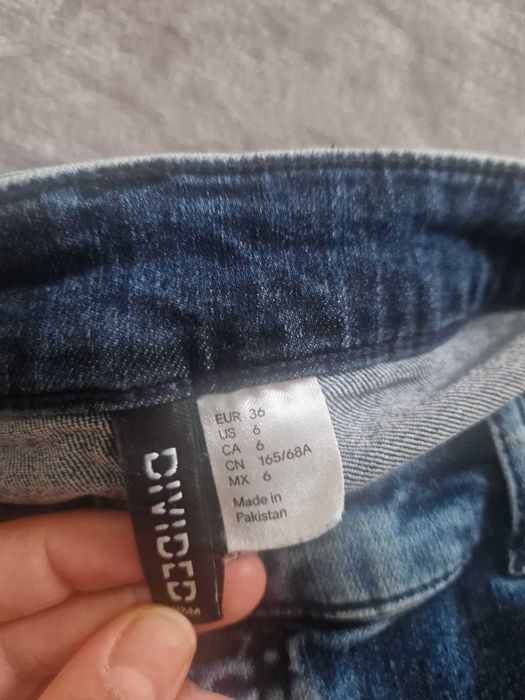 DIVIDED
EUR 36
US 6
CA 6
CN 165/68A
MX 6
Made in
Pakistan